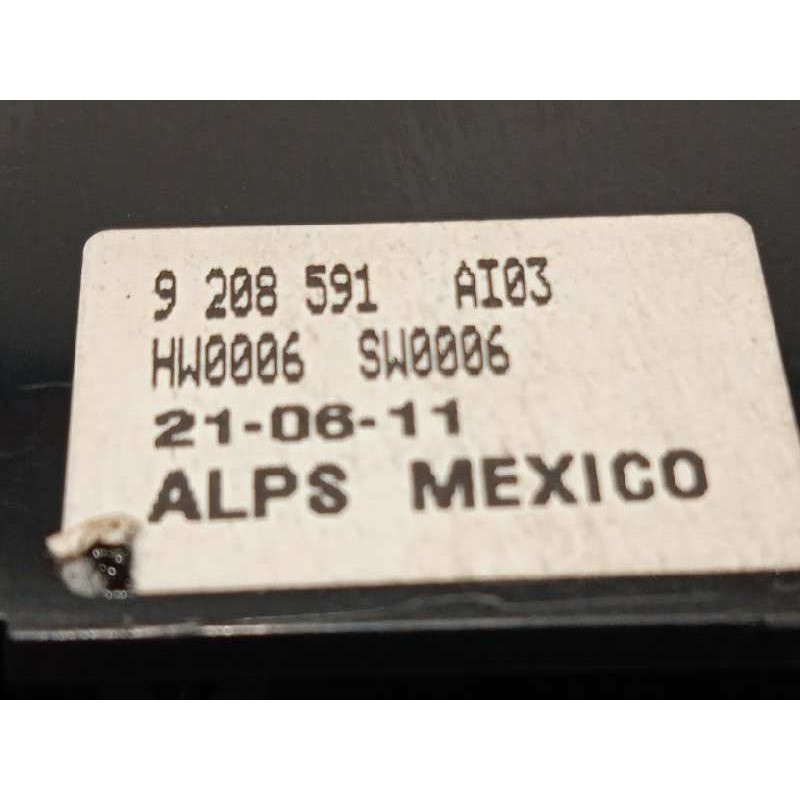 9 208 591 AI03
HW0006 SW0006
21-06-11
ALPS MEXICO